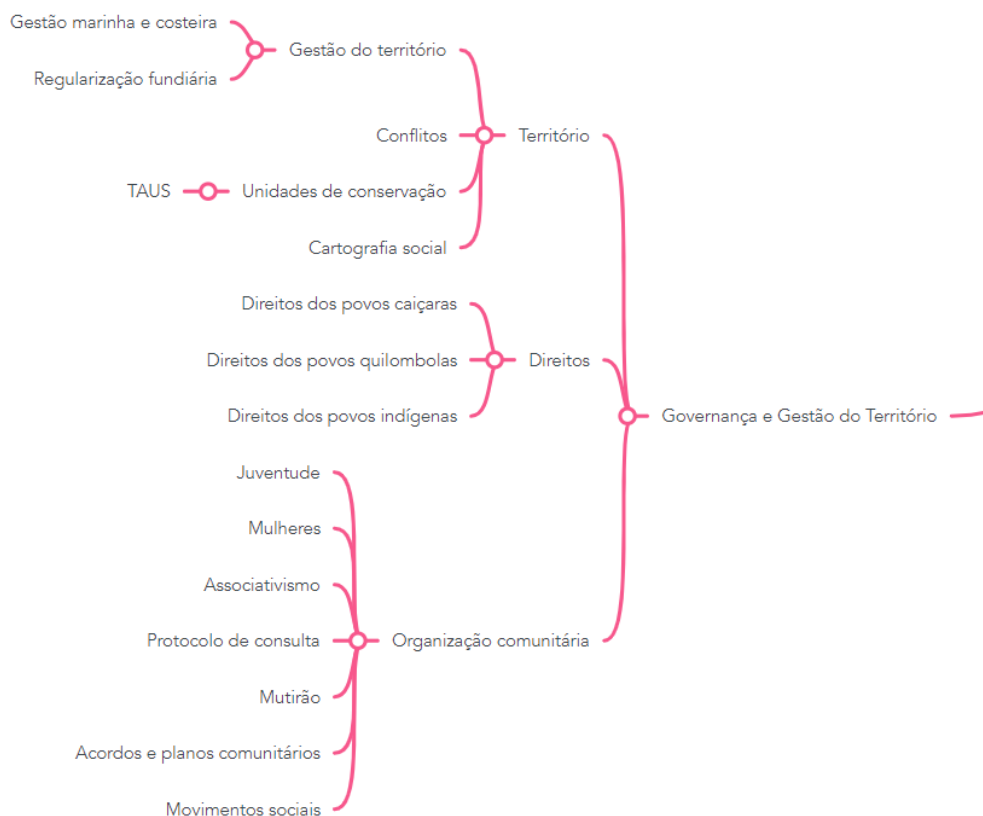 Gestão marinha e costeira
Gestão do território
Regularização fundiária
Conflitos
Território
TAUS
Unidades de conservação
Cartografia social
Direitos dos povos caiçaras
Direitos dos povos quilombolas
Direitos
Direitos dos povos indígenas
Governança e Gestão do Território
Juventude
Mulheres
Associativismo
Protocolo de consulta
Organização comunitária
Mutirão
Acordos e planos comunitários
Movimentos sociais